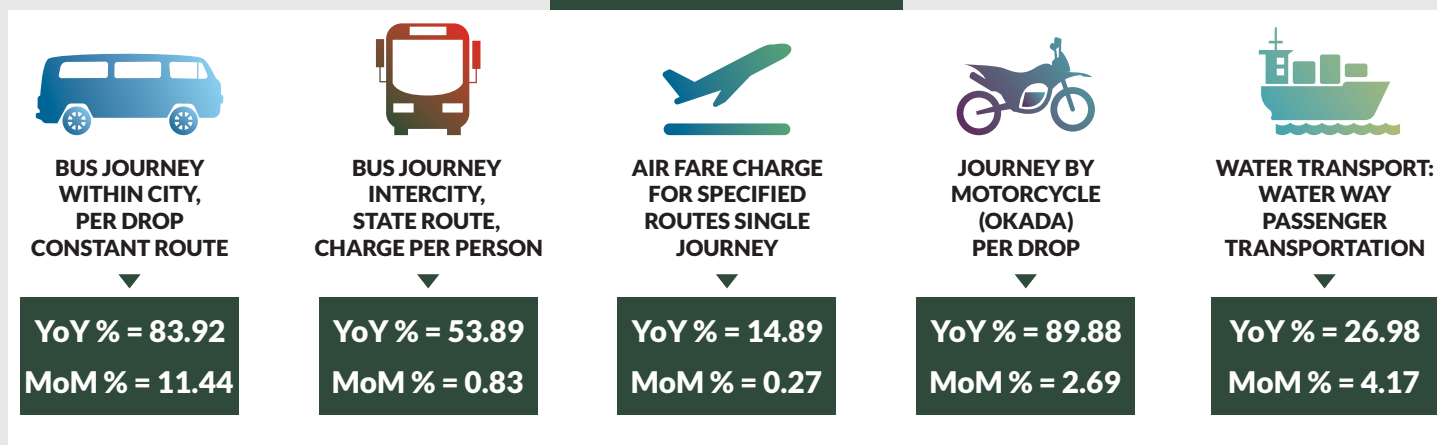 BUS JOURNEY
WITHIN CITY,
PER DROP
CONSTANT ROUTE
YoY % = 83.92
MoM % = 11.44
BUS JOURNEY
INTERCITY,
STATE ROUTE,
CHARGE PER PERSON
YoY % = 53.89
MoM % = 0.83
AIR FARE CHARGE
FOR SPECIFIED
ROUTES SINGLE
JOURNEY
YoY % = 14.89
MoM % = 0.27
JOURNEY BY
MOTORCYCLE
(OKADA)
PER DROP
YoY % = 89.88
MoM % = 2.69
WATER TRANSPORT:
WATER WAY
PASSENGER
TRANSPORTATION
YoY % = 26.98
MoM % = 4.17